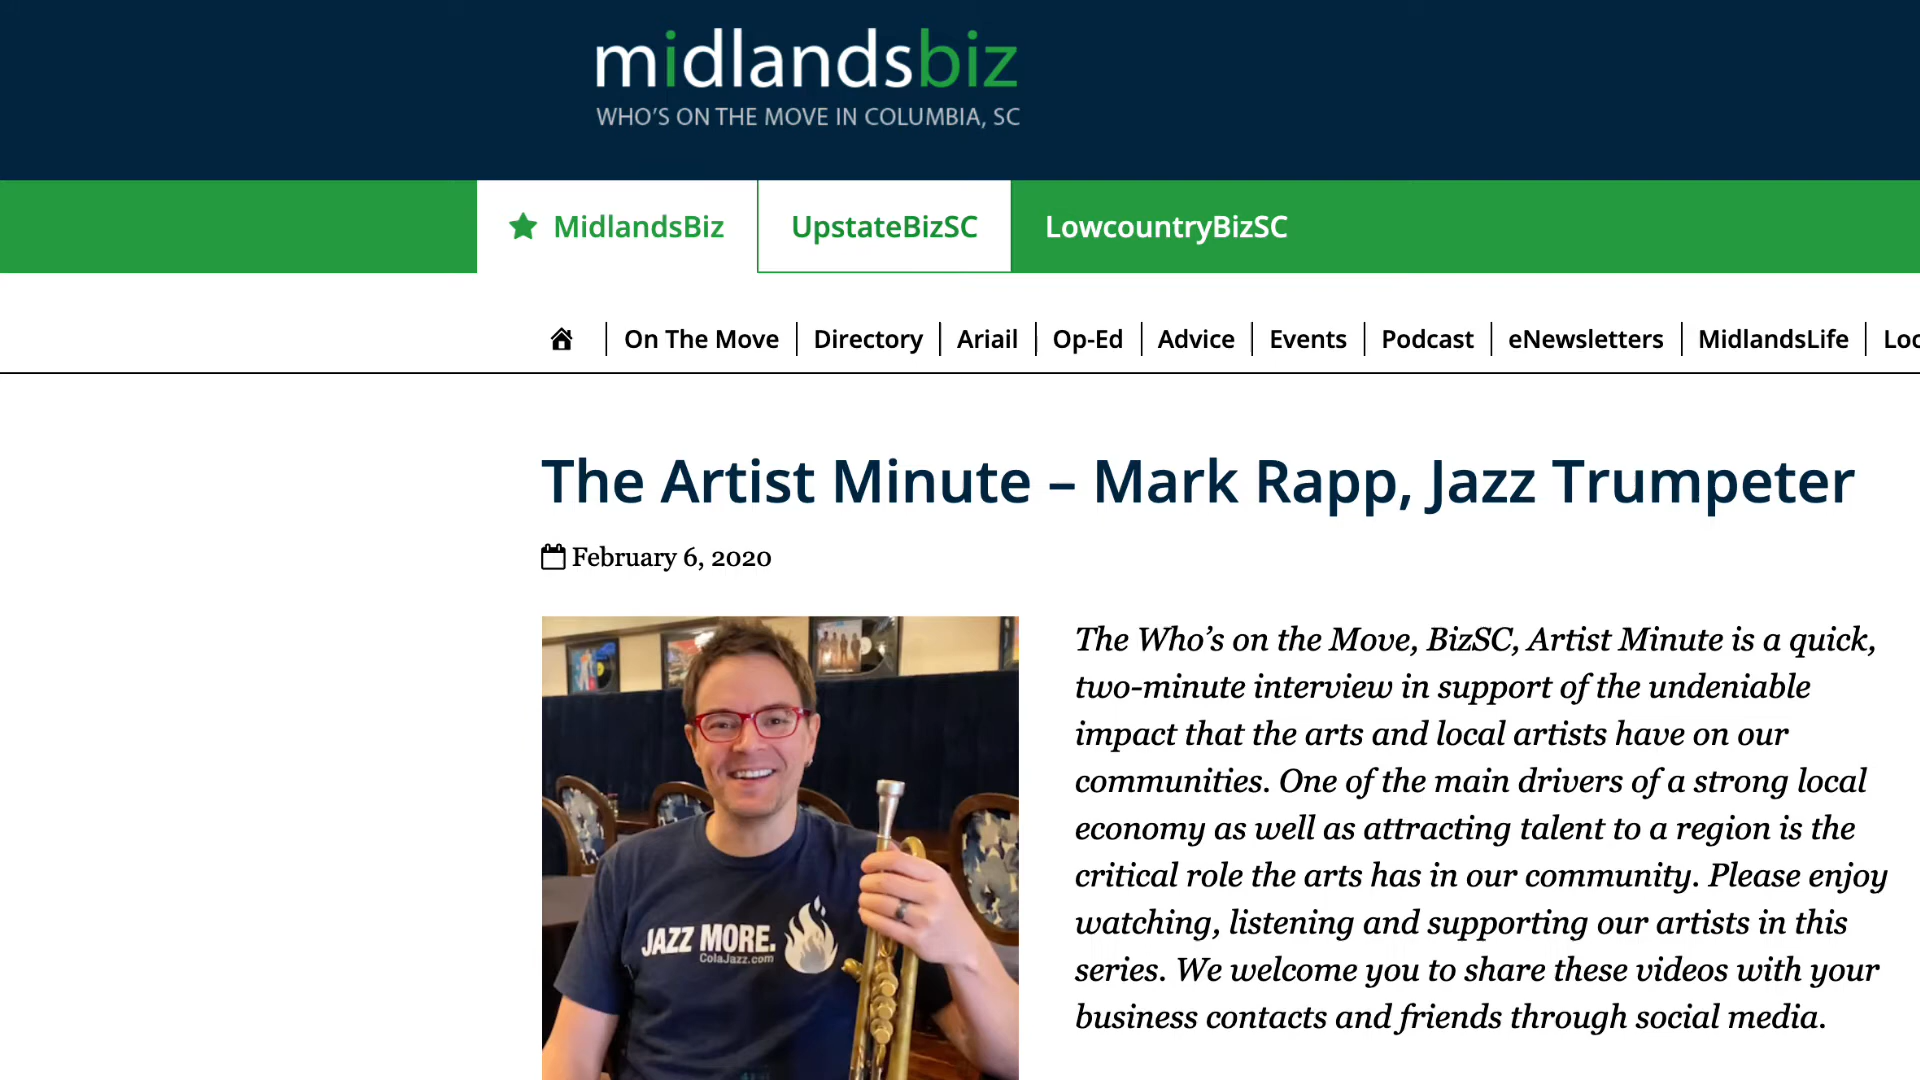 midlandsbiz
WHO'S ON THE MOVE IN COLUMBIA, SC
MidlandsBiz
UpstateBizSC
LowcountryBizSC
On The Move
Directory
Ariail
Op-Ed
Advice
Events
Podcast
eNewsletters
MidlandsLife
The Artist Minute – Mark Rapp, Jazz Trumpeter
February 6, 2020
JAZZ MORE.
ColaJazz.com
The Who’s on the Move, BizSC, Artist Minute is a quick,
two-minute interview in support of the undeniable
impact that the arts and local artists have on our
communities. One of the main drivers of a strong local
economy as well as attracting talent to a region is the
critical role the arts has in our community. Please enjoy
watching, listening and supporting our artists in this
series. We welcome you to share these videos with your
business contacts and friends through social media.